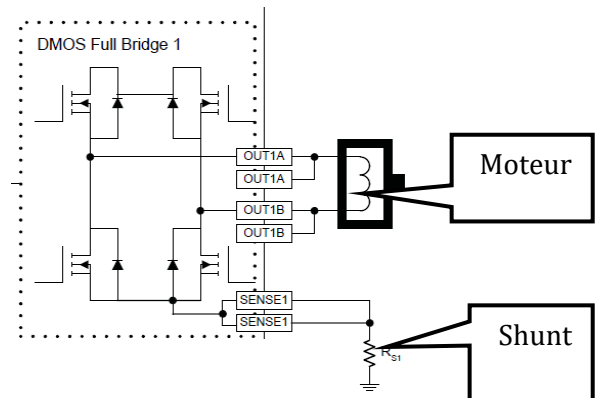 DMOS Full Bridge 1
OUT1A
OUT1A
Moteur
OUT1B
OUT1B
SENSE1
SENSE1
Shunt
RS1